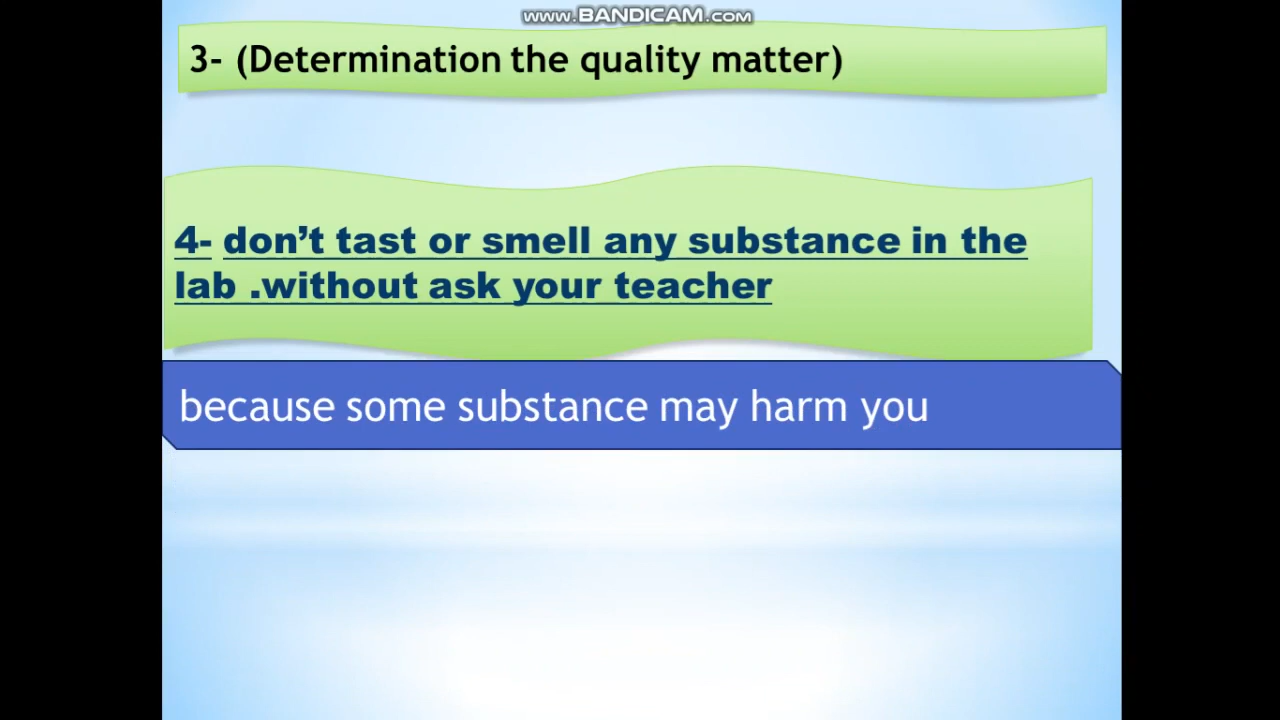 www.BANDICAM.com
3- (Determination the quality matter)
4- don't tast or smell any substance in the
lab .without ask your teacher
because some substance may harm you